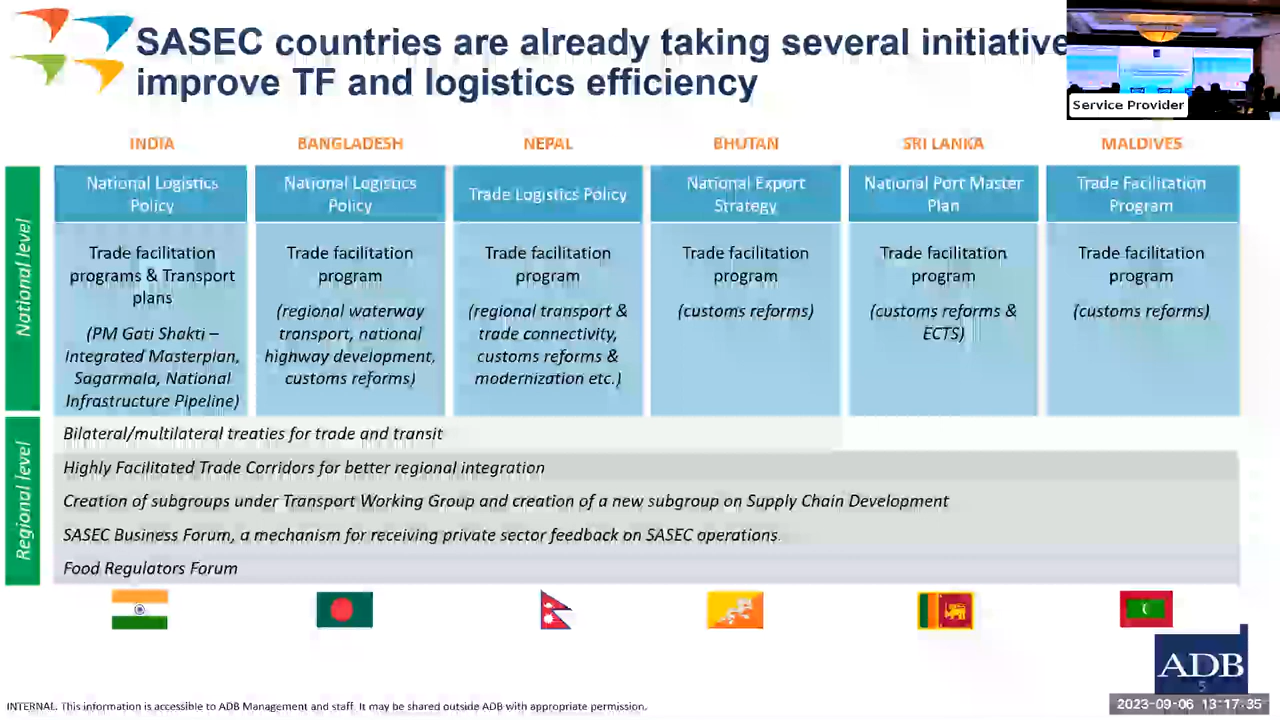 SASEC countries are already taking several initiative
improve TF and logistics efficiency
Service Provider
INDIA
BANGLADESH
NEPAL
BHUTAN
SRI LANKA
MALDIVES
National level
National Logistics
Policy
National Logistics
Policy
Trade Logistics Policy
National Export
Strategy
National Port Master
Plan
Trade Facilitation
Program
Trade facilitation
programs & Transport
plans
(PM Gati Shakti –
Integrated Masterplan,
Sagarmala, National
Infrastructure Pipeline)
Trade facilitation
program
(regional waterway
transport, national
highway development,
customs reforms)
Trade facilitation
program
(regional transport &
trade connectivity,
customs reforms &
modernization etc.)
Trade facilitation
program
(customs reforms)
Trade facilitation
program
(customs reforms &
ECTS)
Trade facilitation
program
(customs reforms)
Regional level
Bilateral/multilateral treaties for trade and transit
Highly Facilitated Trade Corridors for better regional integration
Creation of subgroups under Transport Working Group and creation of a new subgroup on Supply Chain Development
SASEC Business Forum, a mechanism for receiving private sector feedback on SASEC operations.
Food Regulators Forum
ADB
5
INTERNAL. This information is accessible to ADB Management and staff. It may be shared outside ADB with appropriate permission.
2023-09-06 13:17:35